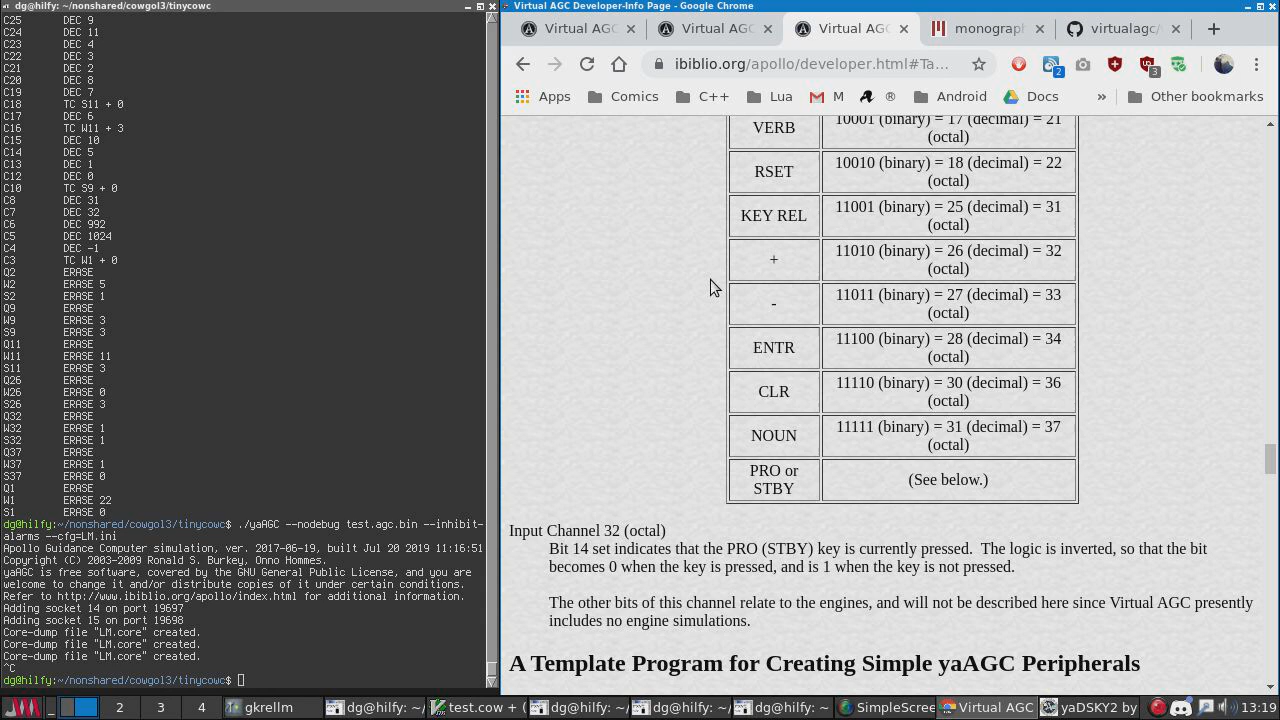 dg@hilfy: ~/nonshared/cowgol3/tinycowc
C25 DEC 9
C24 DEC 11
C23 DEC 4
C22 DEC 3
C21 DEC 2
C20 DEC 8
C19 DEC 7
C18 TC S11 + 0
C17 DEC 6
C16 TC W11 + 3
C15 DEC 10
C14 DEC 5
C13 DEC 1
C12 DEC 0
C10 TC S9 + 0
C8 DEC 31
C7 DEC 32
C6 DEC 992
C5 DEC 1024
C4 DEC -1
C3 TC W1 + 0
Q2 ERASE
W2 ERASE 5
S2 ERASE 1
Q9 ERASE
W9 ERASE 3
S9 ERASE 3
Q11 ERASE
W11 ERASE 11
S11 ERASE 3
Q26 ERASE
W26 ERASE 0
S26 ERASE 3
Q32 ERASE
W32 ERASE 1
S32 ERASE 1
Q37 ERASE
W37 ERASE 1
S37 ERASE 0
Q1 ERASE
W1 ERASE 22
S1 ERASE 0
dg@hilfy:~/nonshared/cowgol3/tinycowc$ ./yaAGC --nodebug test.agc.bin --inhibit-
alarms --cfg=LM.ini
Apollo Guidance Computer simulation, ver. 2017-06-19, built Jul 20 2019 11:16:51
Copyright (C) 2003-2009 Ronald S. Burkey, Onno Hommes.
yaAGC is free software, covered by the GNU General Public License, and you are
welcome to change it and/or distribute copies of it under certain conditions.
Refer to http://www.ibiblio.org/apollo/index.html for additional information.
Adding socket 14 on port 19697
Adding socket 15 on port 19698
Core-dump file "LM.core" created.
Core-dump file "LM.core" created.
Core-dump file "LM.core" created.
^C
dg@hilfy:~/nonshared/cowgol3/tinycowc$
Virtual AGC Developer-Info Page - Google Chrome
Virtual AGC Virtual AGC Virtual AGC monograph virtualagc/
ibiblio.org/apollo/developer.html#Ta...
2
3
Apps Comics C++ Lua M ® Android Docs » Other bookmarks
VERB 10001 (binary) = 17 (decimal) = 21
(octal)
RSET 10010 (binary) = 18 (decimal) = 22
(octal)
KEY REL 11001 (binary) = 25 (decimal) = 31
(octal)
+ 11010 (binary) = 26 (decimal) = 32
(octal)
- 11011 (binary) = 27 (decimal) = 33
(octal)
ENTR 11100 (binary) = 28 (decimal) = 34
(octal)
CLR 11110 (binary) = 30 (decimal) = 36
(octal)
NOUN 11111 (binary) = 31 (decimal) = 37
(octal)
PRO or
STBY (See below.)
Input Channel 32 (octal)
Bit 14 set indicates that the PRO (STBY) key is currently pressed. The logic is inverted, so that the bit
becomes 0 when the key is pressed, and is 1 when the key is not pressed.
The other bits of this channel relate to the engines, and will not be described here since Virtual AGC presently
includes no engine simulations.
A Template Program for Creating Simple yaAGC Peripherals
2 3 4 gkrellm dg@hilfy: ~/ test.cow + ( dg@hilfy: ~/ dg@hilfy: ~/ dg@hilfy: ~ SimpleScree Virtual AGC yaDSKY2 by 13:19